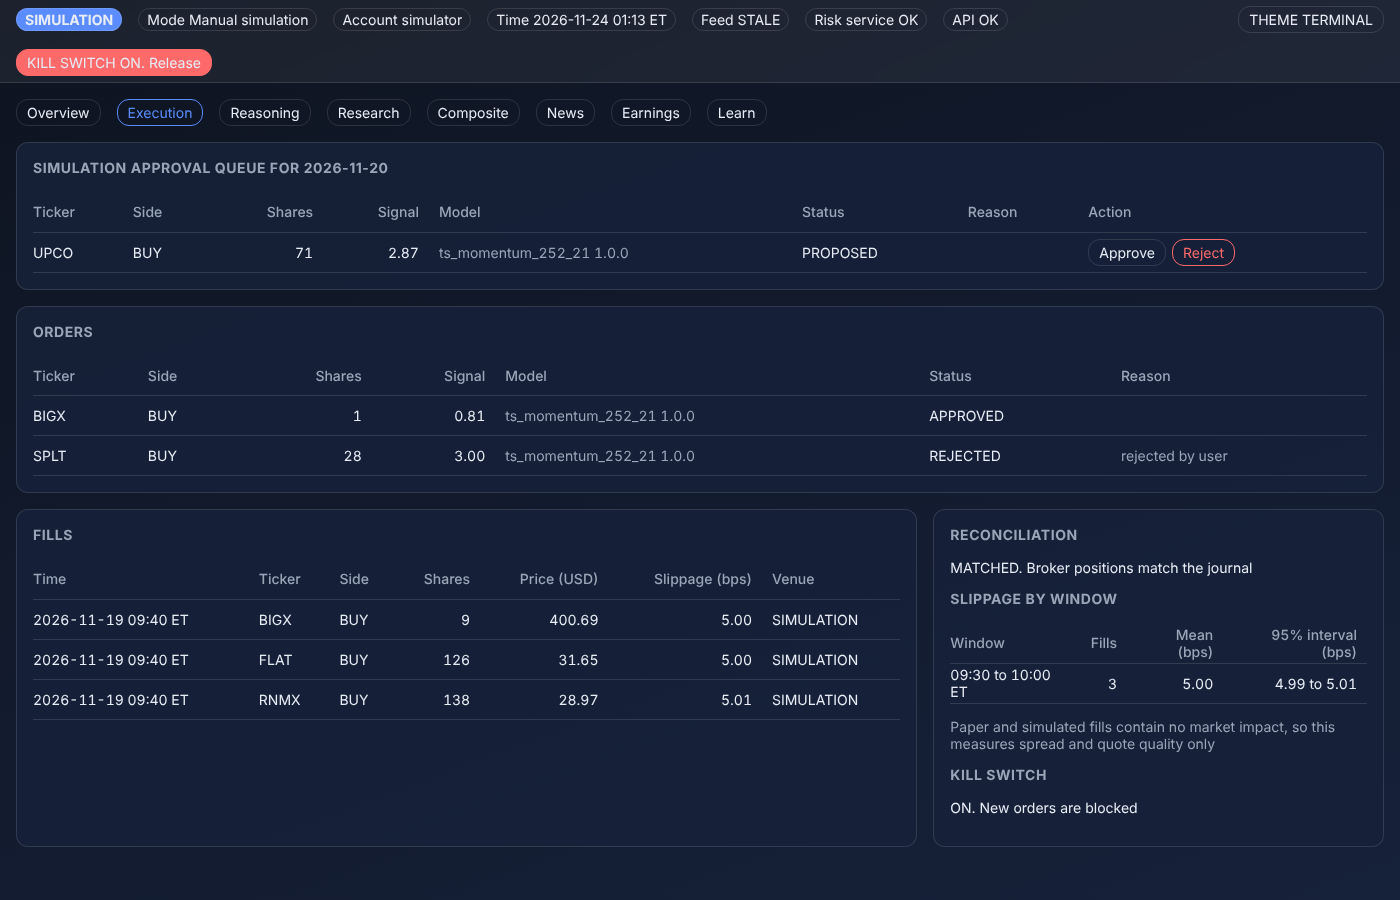 SIMULATION Mode Manual simulation Account simulator Time 2026-11-24 01:13 ET Feed STALE Risk service OK API OK THEME TERMINAL
KILL SWITCH ON. Release
Overview Execution Reasoning Research Composite News Earnings Learn
SIMULATION APPROVAL QUEUE FOR 2026-11-20
Ticker Side Shares Signal Model Status Reason Action
UPCO BUY 71 2.87 ts_momentum_252_21 1.0.0 PROPOSED Approve Reject
ORDERS
Ticker Side Shares Signal Model Status Reason
BIGX BUY 1 0.81 ts_momentum_252_21 1.0.0 APPROVED
SPLT BUY 28 3.00 ts_momentum_252_21 1.0.0 REJECTED rejected by user
FILLS
Time Ticker Side Shares Price (USD) Slippage (bps) Venue
2026-11-19 09:40 ET BIGX BUY 9 400.69 5.00 SIMULATION
2026-11-19 09:40 ET FLAT BUY 126 31.65 5.00 SIMULATION
2026-11-19 09:40 ET RNMX BUY 138 28.97 5.01 SIMULATION
RECONCILIATION
MATCHED. Broker positions match the journal
SLIPPAGE BY WINDOW
Window Fills Mean (bps) 95% interval (bps)
09:30 to 10:00 ET 3 5.00 4.99 to 5.01
Paper and simulated fills contain no market impact, so this
measures spread and quote quality only
KILL SWITCH
ON. New orders are blocked